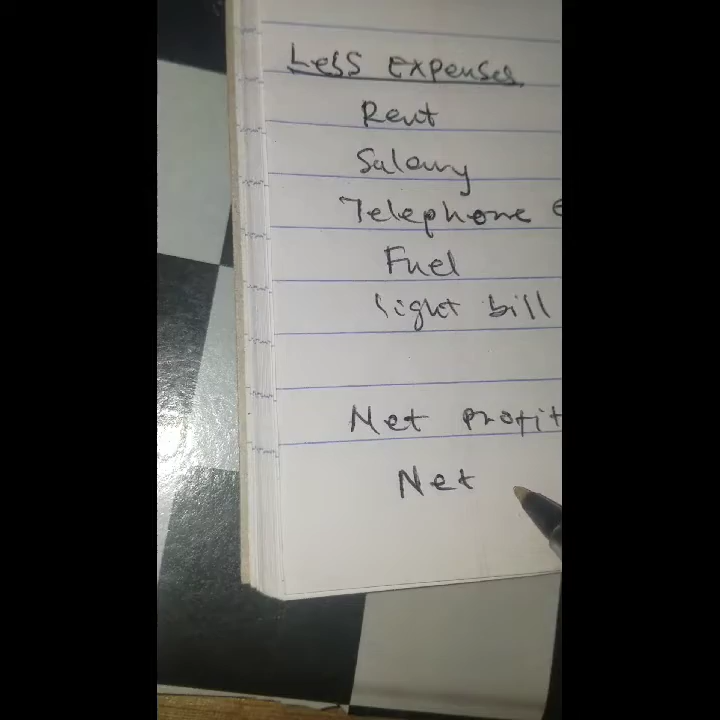 Less Expenses
Rent
Salary
Telephone
Fuel
Light bill
Net profit
Net